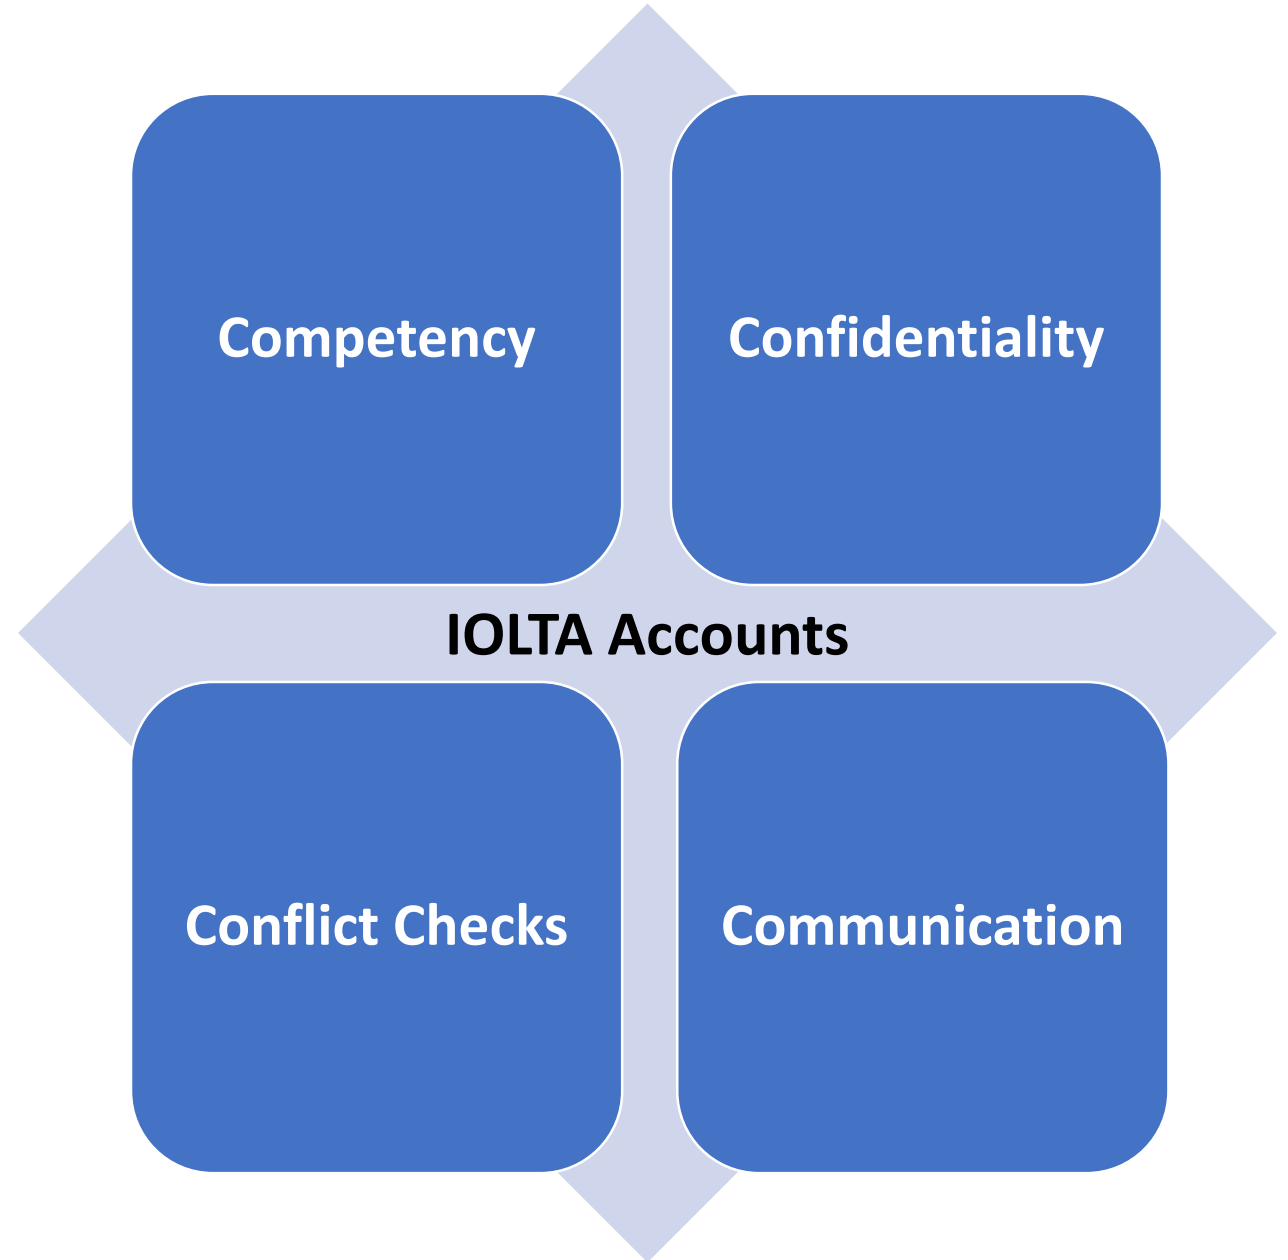 Competency
Confidentiality
IOLTA Accounts
Conflict Checks
Communication